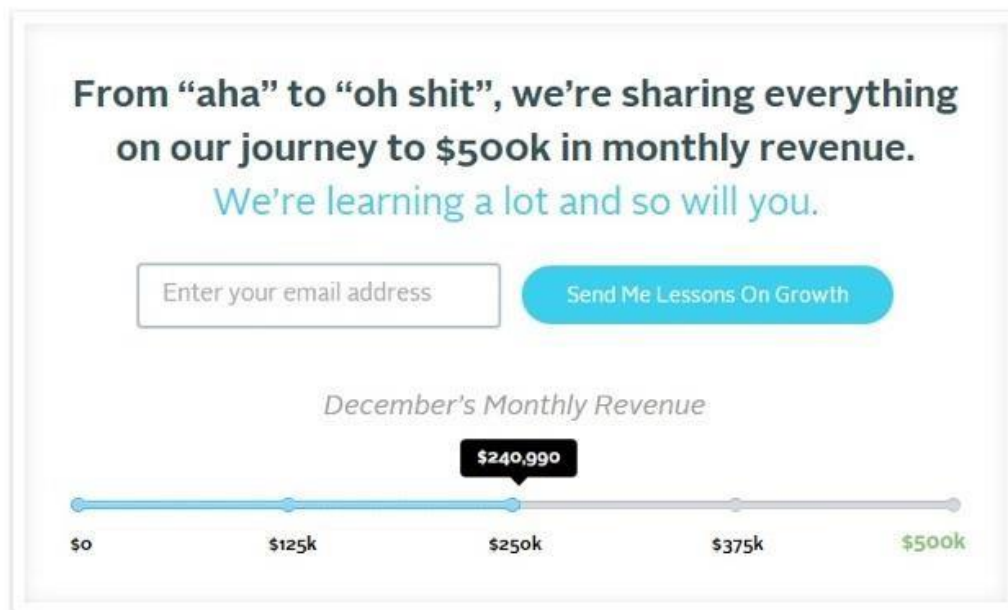 From “aha” to “oh shit”, we’re sharing everything
on our journey to $500k in monthly revenue.
We’re learning a lot and so will you.
Enter your email address
Send Me Lessons On Growth
December’s Monthly Revenue
$240,990
$0 $125k $250k $375k $500k